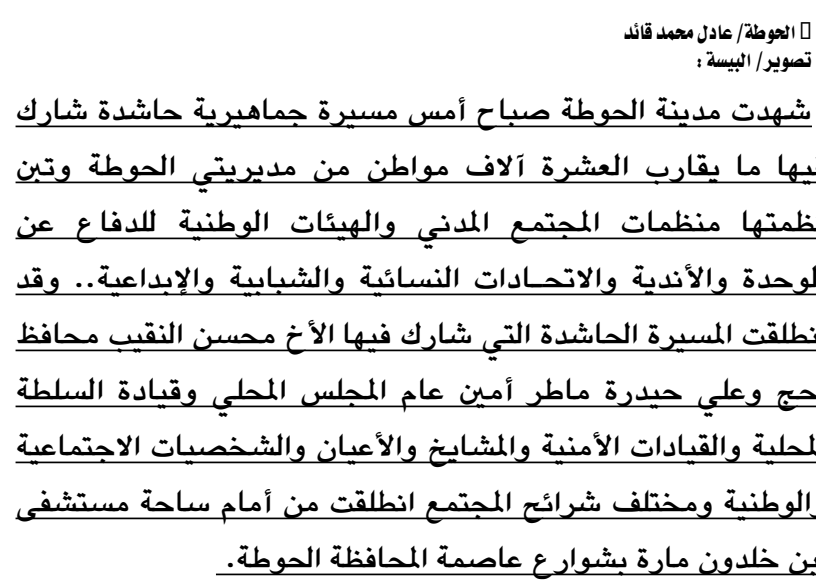 الحوطة/ عادل محمد قائد
تصوير/ البيسة :
شهدت مدينة الحوطة صباح أمس مسيرة جماهيرية حاشدة شارك
فيها ما يقارب العشرة آلاف مواطن من مديريتي الحوطة وتبن
نظمتها منظمات المجتمع المدني والهيئات الوطنية للدفاع عن
الوحدة والأندية والاتحـادات النسائية والشبابية والإبداعية.. وقد
انطلقت المسيرة الحاشدة التي شارك فيها الأخ محسن النقيب محافظ
لحج وعلي حيدرة ماطر أمين عام المجلس المحلي وقيادة السلطة
المحلية والقيادات الأمنية والمشايخ والأعيان والشخصيات الاجتماعية
والوطنية ومختلف شرائح المجتمع انطلقت من أمام ساحة مستشفى
ابن خلدون مارة بشوارع عاصمة المحافظة الحوطة.